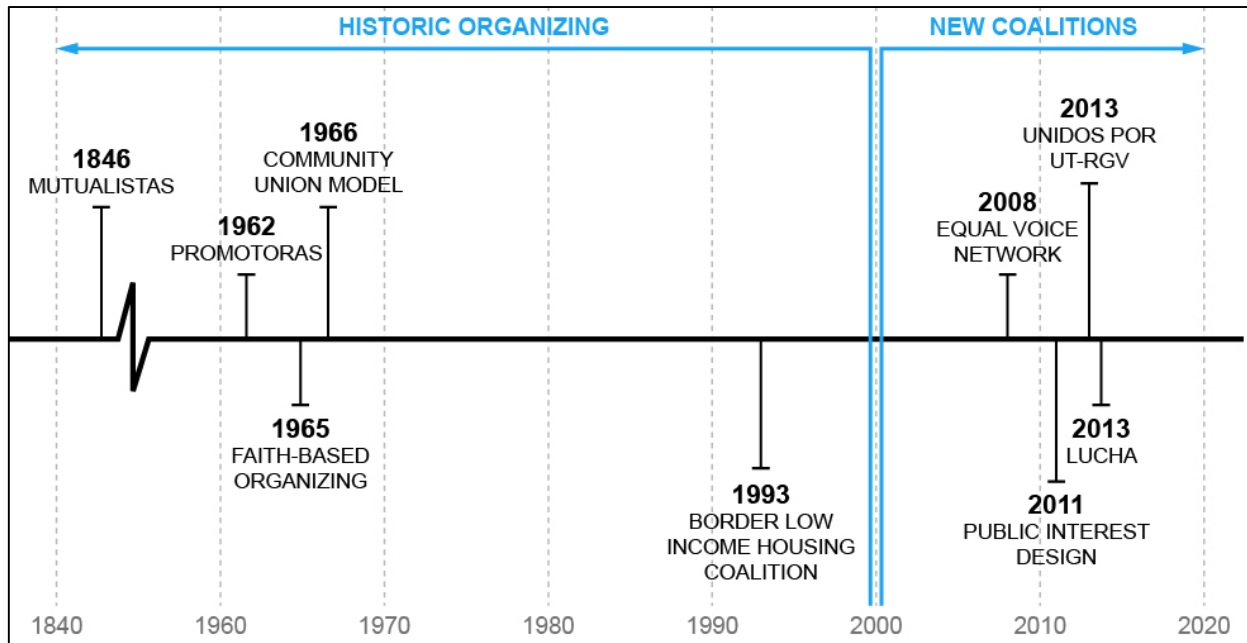 HISTORIC ORGANIZING
NEW COALITIONS
1846
MUTUALISTAS
1962
PROMOTORAS
1966
COMMUNITY
UNION MODEL
1965
FAITH-BASED
ORGANIZING
1993
BORDER LOW
INCOME HOUSING
COALITION
2008
EQUAL VOICE
NETWORK
2013
UNIDOS POR
UT-RGV
2011
PUBLIC INTEREST
DESIGN
2013
LUCHA
1840
1960
1970
1980
1990
2000
2010
2020